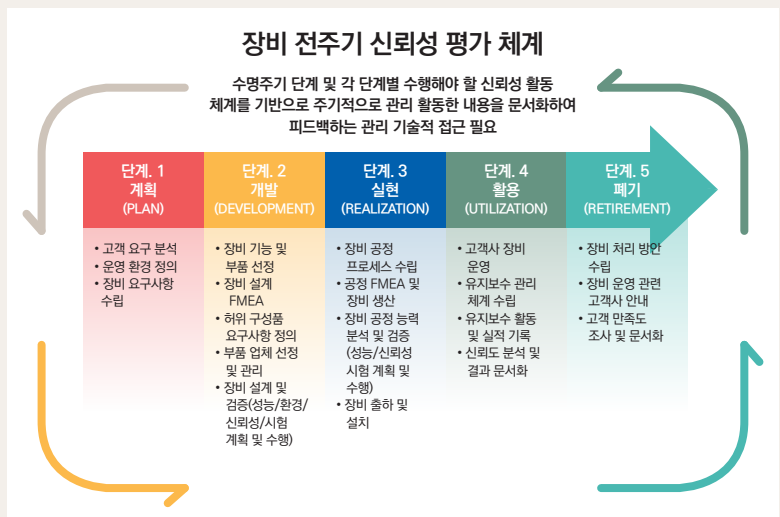 장비 전주기 신뢰성 평가 체계
수명주기 단계 및 각 단계별 수행해야 할 신뢰성 활동
체계를 기반으로 주기적으로 관리 활동한 내용을 문서화하여
피드백하는 관리 기술적 접근 필요
단계. 1
계획
(PLAN)
• 고객 요구 분석
• 운영 환경 정의
• 장비 요구사항
수립
단계. 2
개발
(DEVELOPMENT)
• 장비 기능 및
부품 선정
• 장비 설계
FMEA
• 허위 구성품
요구사항 정의
• 부품 업체 선정
및 관리
• 장비 설계 및
검증(성능/환경/
신뢰성/시험
계획 및 수행)
단계. 3
실현
(REALIZATION)
• 장비 공정
프로세스 수립
• 공정 FMEA 및
장비 생산
• 장비 공정 능력
분석 및 검증
(성능/신뢰성
시험 계획 및
수행)
• 장비 출하 및
설치
단계. 4
활용
(UTILIZATION)
• 고객사 장비
운영
• 유지보수 관리
체계 수립
• 유지보수 활동
및 실적 기록
• 신뢰도 분석 및
결과 문서화
단계. 5
폐기
(RETIREMENT)
• 장비 처리 방안
수립
• 장비 운영 관련
고객사 안내
• 고객 만족도
조사 및 문서화